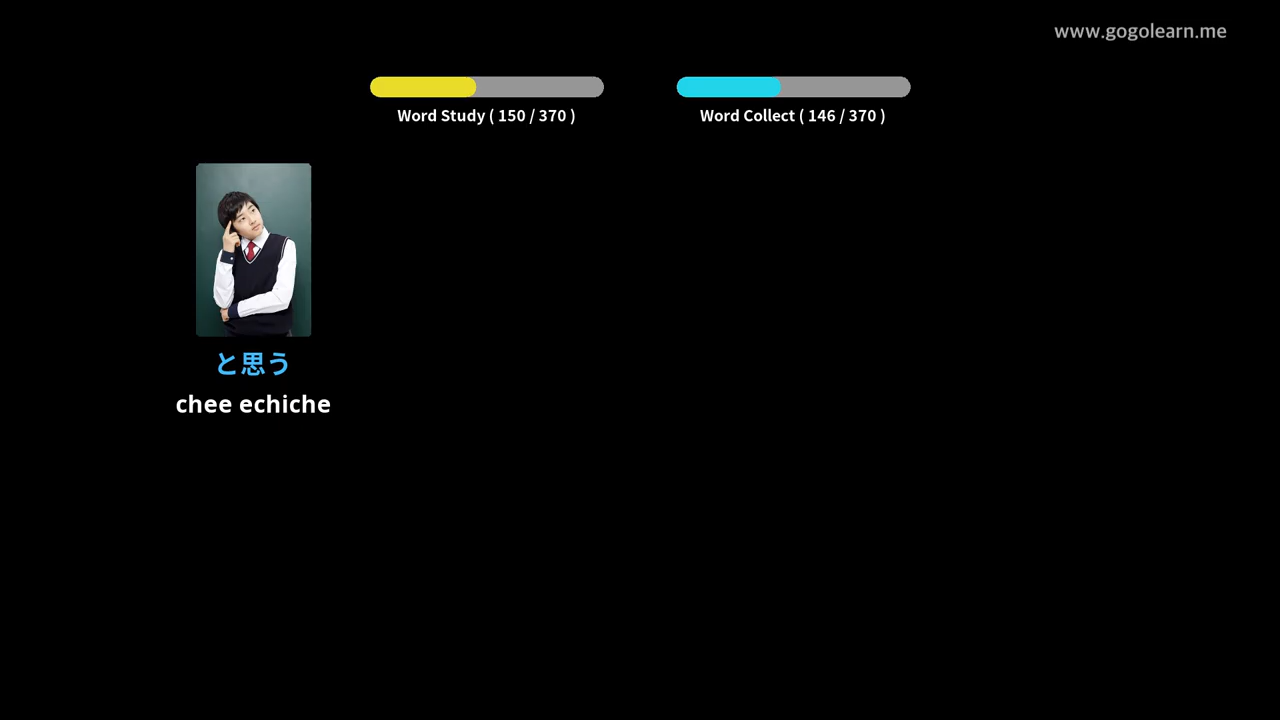 www.gogolearn.me
Word Study ( 150 / 370 )
Word Collect ( 146 / 370 )
と思う
chee echiche